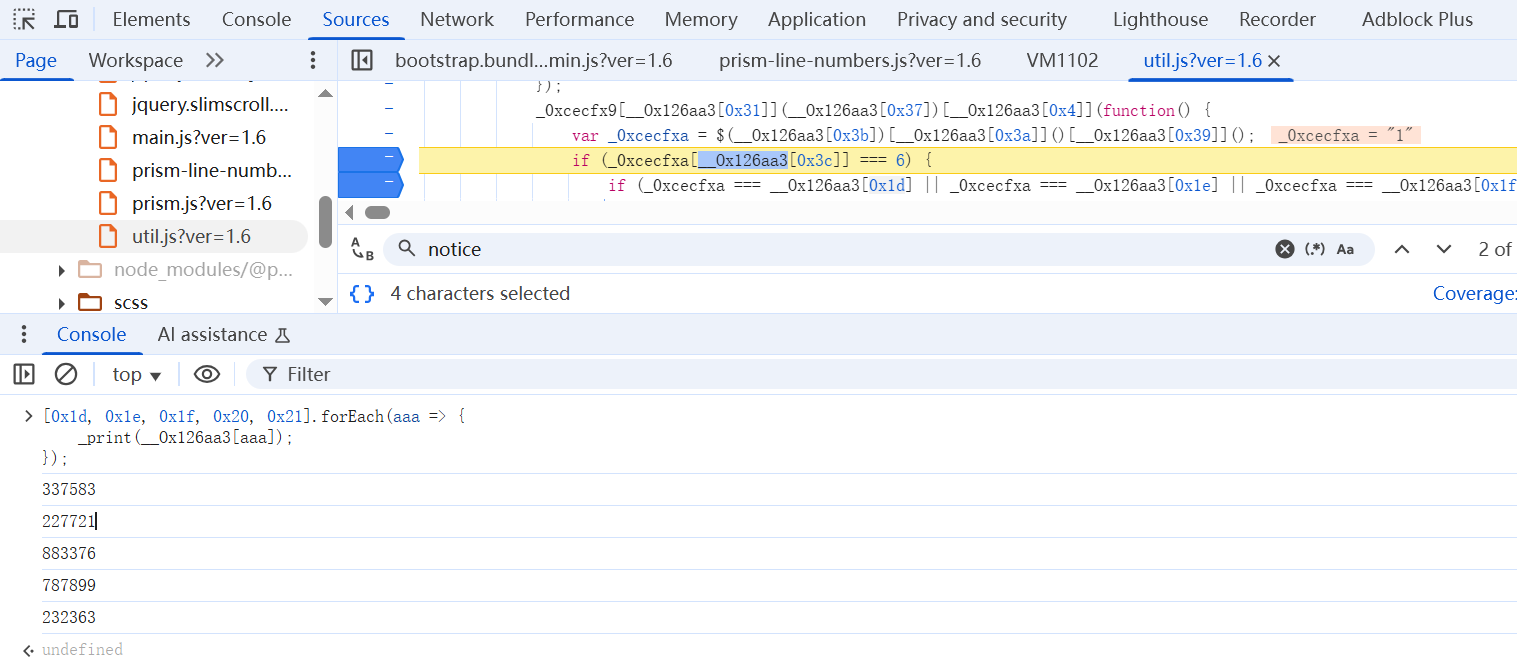 Elements Console Sources Network Performance Memory Application Privacy and security Lighthouse Recorder Adblock Plus
Page Workspace
bootstrap.bundl...min.js?ver=1.6 prism-line-numbers.js?ver=1.6 VM1102 util.js?ver=1.6
jquery.slimscroll....
main.js?ver=1.6
prism-line-numb...
prism.js?ver=1.6
util.js?ver=1.6
node_modules/@p...
scss
});
_0xcecfx9[__0x126aa3[0x31]](__0x126aa3[0x37])[__0x126aa3[0x4]](function() {
var _0xcecfxa = $(__0x126aa3[0x3b])[__0x126aa3[0x3a]]()[__0x126aa3[0x39]](); _0xcecfxa = "1"
if (_0xcecfxa[__0x126aa3[0x3c]] === 6) {
if (_0xcecfxa === __0x126aa3[0x1d] || _0xcecfxa === __0x126aa3[0x1e] || _0xcecfxa === __0x126aa3[0x1f
A B notice (.*) Aa 2 of
{} 4 characters selected Coverage:
Console AI assistance
top Filter
[0x1d, 0x1e, 0x1f, 0x20, 0x21].forEach(aaa => {
_print(__0x126aa3[aaa]);
});
337583
227721
883376
787899
232363
undefined